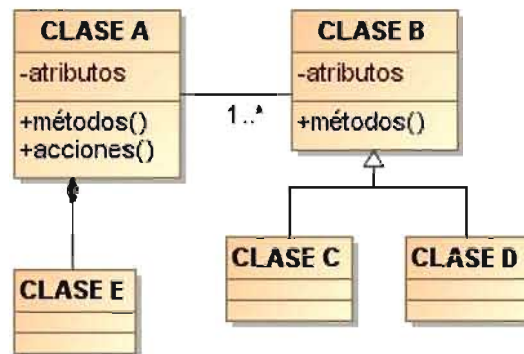 CLASE A
-atributos
+métodos()
+acciones()
1..*
CLASE B
-atributos
+métodos()
CLASE E
CLASE C
CLASE D